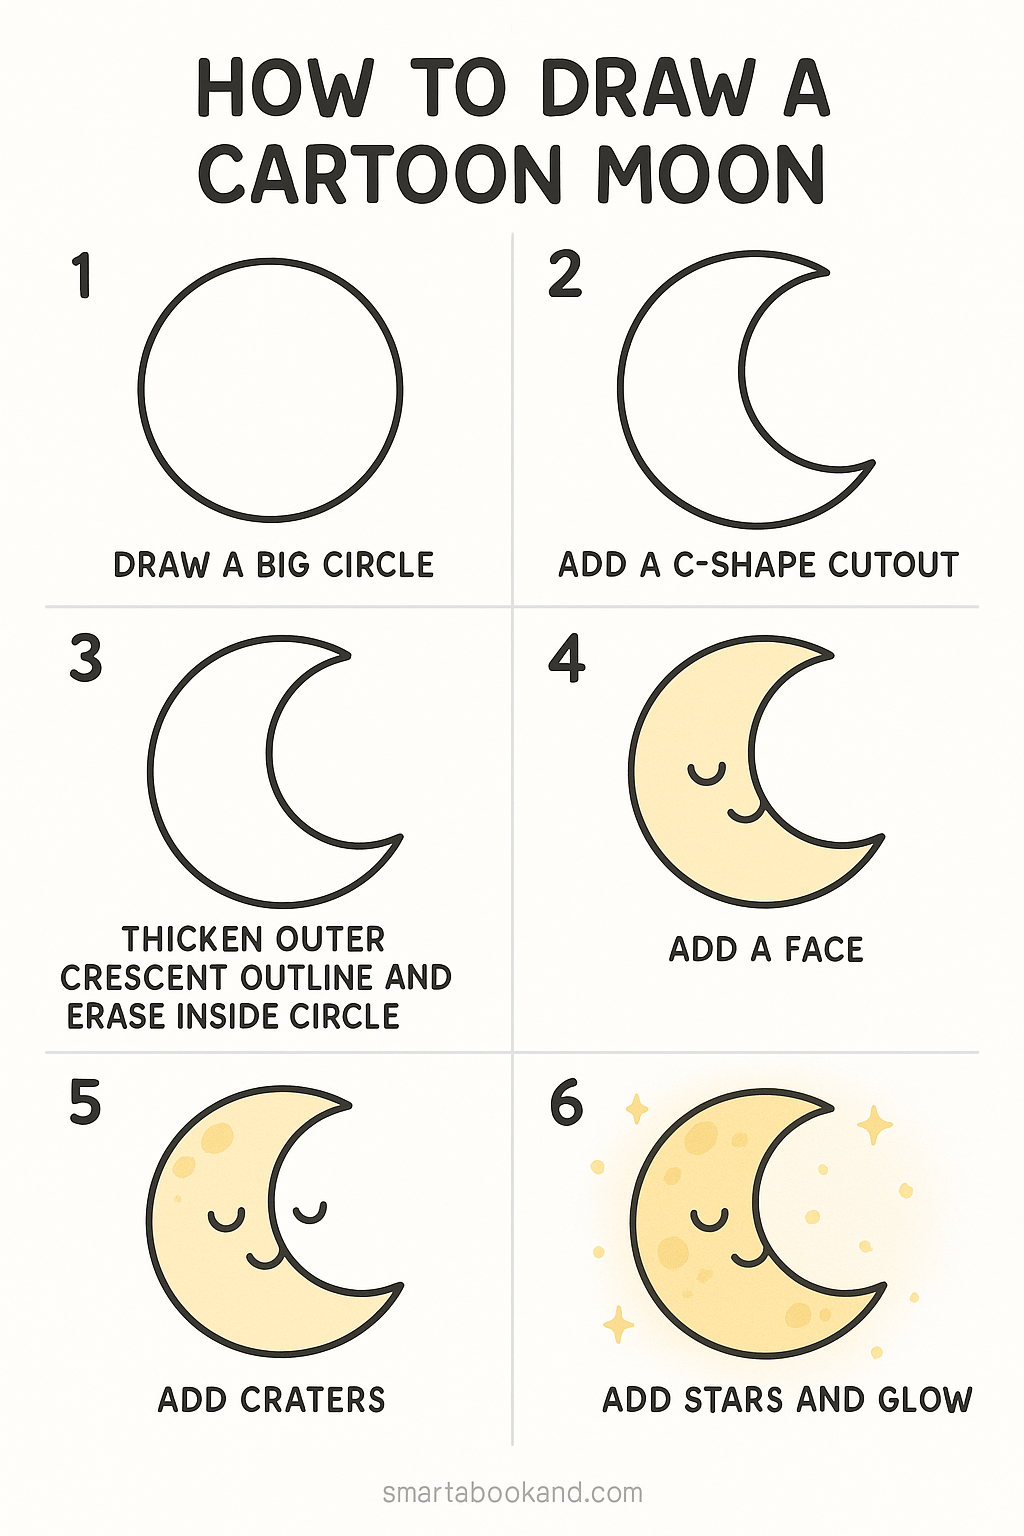 HOW TO DRAW A
CARTOON MOON
1
DRAW A BIG CIRCLE
2
ADD A C-SHAPE CUTOUT
3
THICKEN OUTER
CRESCENT OUTLINE AND
ERASE INSIDE CIRCLE
4
ADD A FACE
5
ADD CRATERS
6
ADD STARS AND GLOW
smartabookand.com